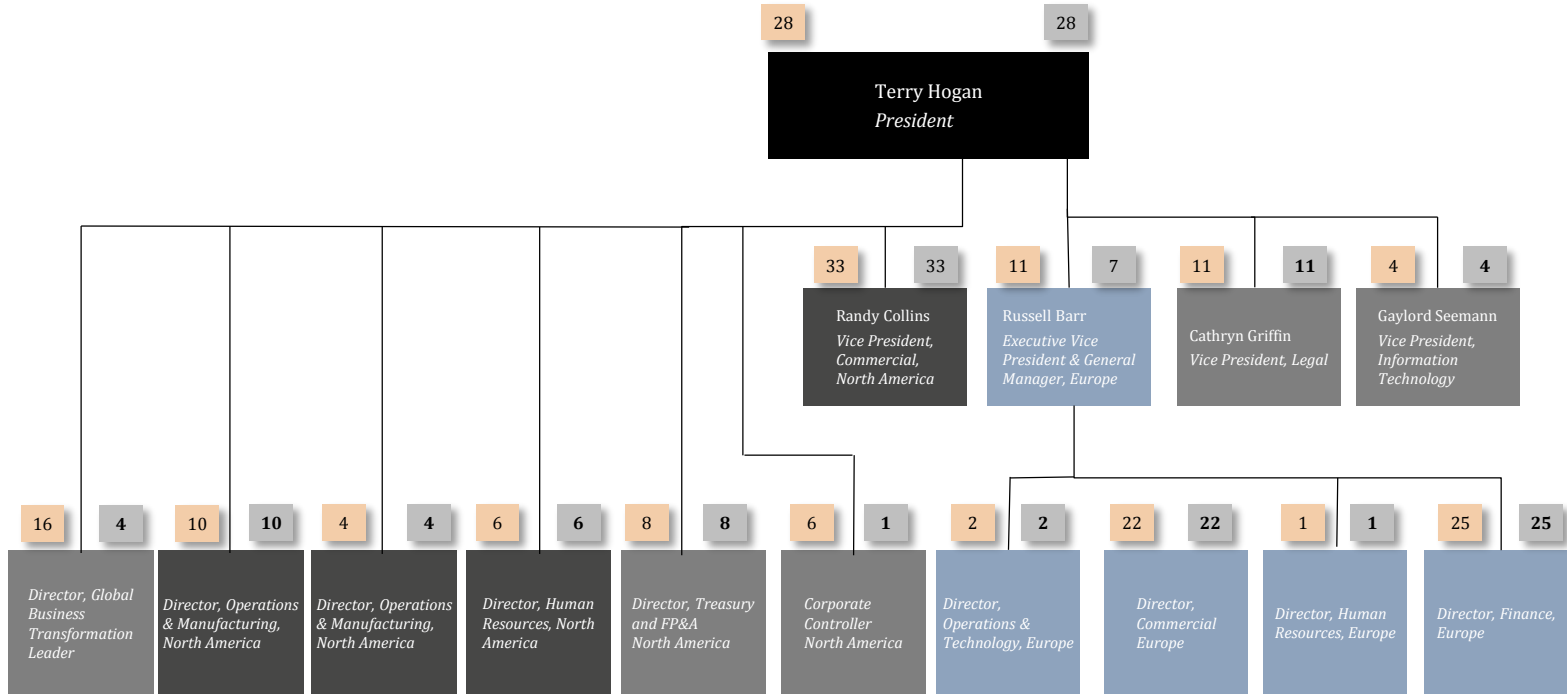 28
28
Terry Hogan
President
33
33
11
7
11
11
4
4
Randy Collins
Vice President,
Commercial,
North America
Russell Barr
Executive Vice
President & General
Manager, Europe
Cathryn Griffin
Vice President, Legal
Gaylord Seemann
Vice President,
Information
Technology
16
4
10
10
4
4
6
6
8
8
6
1
2
2
22
22
1
1
25
25
Director, Global
Business
Transformation
Leader
Director, Operations
& Manufacturing,
North America
Director, Operations
& Manufacturing,
North America
Director, Human
Resources, North
America
Director, Treasury
and FP&A
North America
Corporate
Controller
North America
Director,
Operations &
Technology, Europe
Director,
Commercial
Europe
Director, Human
Resources, Europe
Director, Finance,
Europe